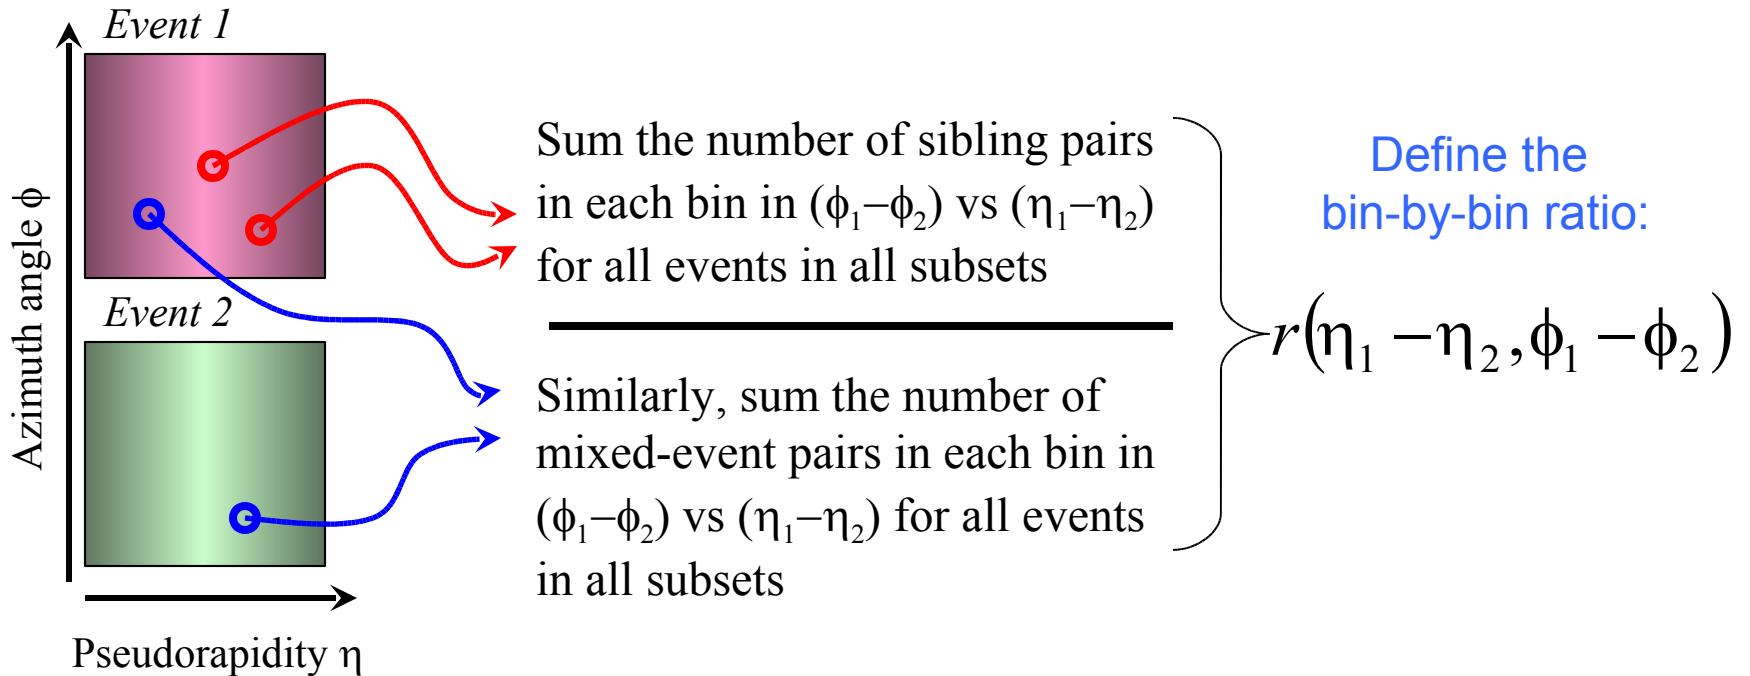 Event 1
Azimuth angle ϕ
Event 2
Pseudorapidity η
Sum the number of sibling pairs
in each bin in (ϕ₁–ϕ₂) vs (η₁–η₂)
for all events in all subsets
Similarly, sum the number of
mixed-event pairs in each bin in
(ϕ₁–ϕ₂) vs (η₁–η₂) for all events
in all subsets
Define the
bin-by-bin ratio:
r(η₁ − η₂, ϕ₁ − ϕ₂)